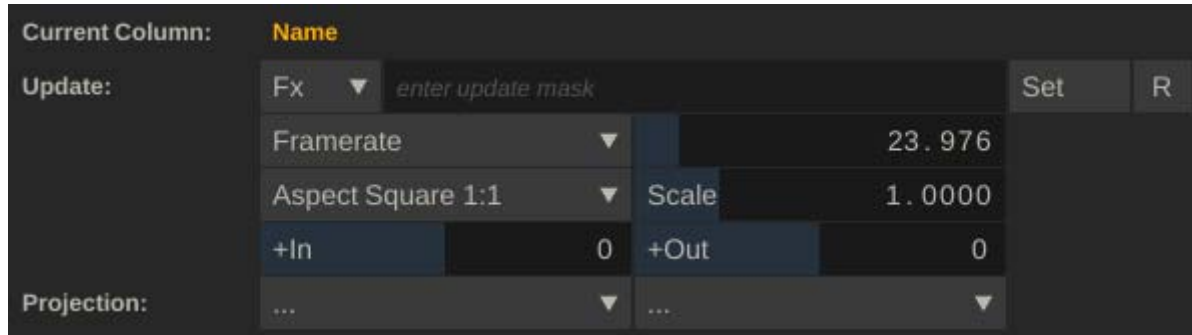 Current Column: Name
Update: Fx enter update mask Set R
Framerate 23.976
Aspect Square 1:1 Scale 1.0000
+In 0 +Out 0
Projection: ... ...